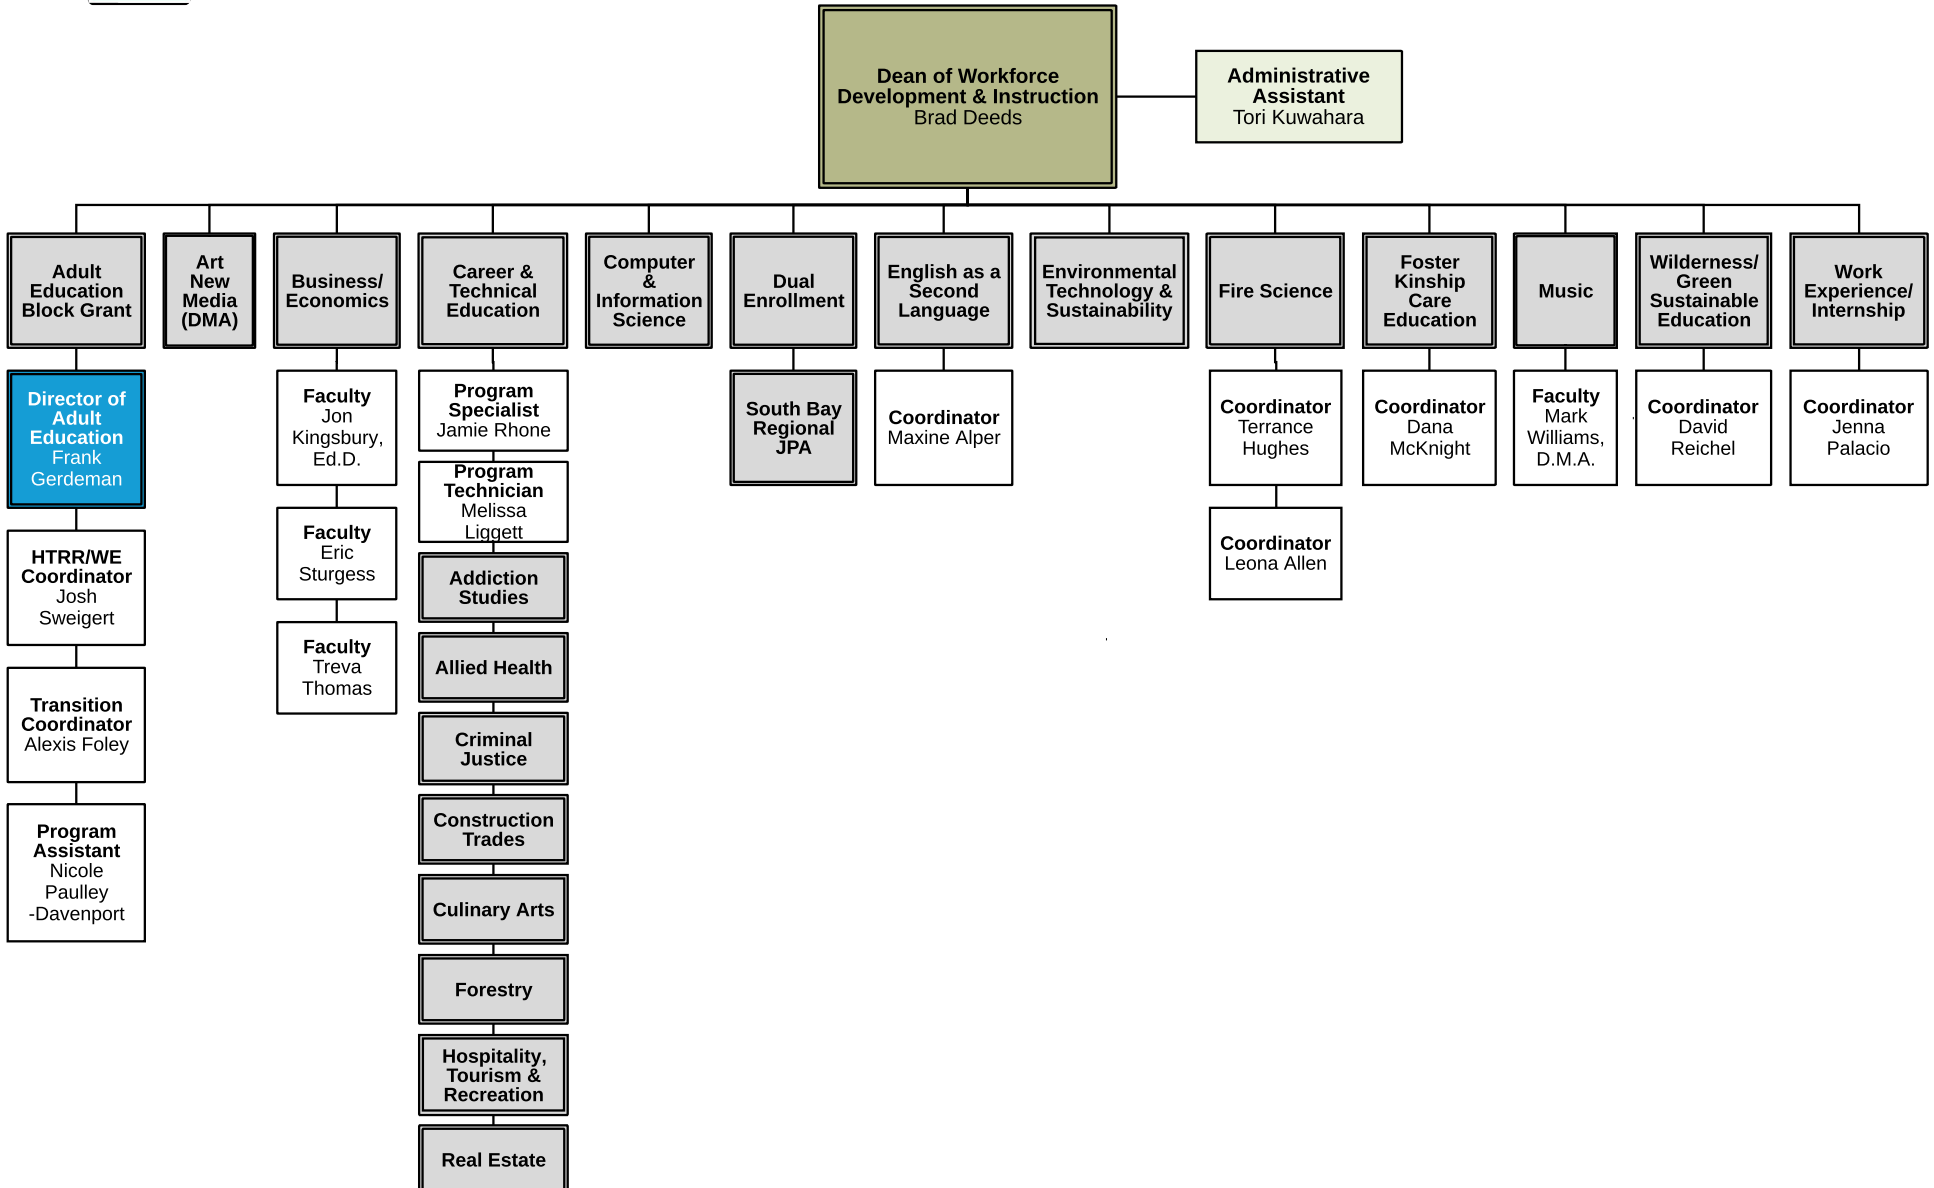 Dean of Workforce
Development & Instruction
Brad Deeds
Administrative
Assistant
Tori Kuwahara
Adult
Education
Block Grant
Art
New
Media
(DMA)
Business/
Economics
Career &
Technical
Education
Computer
&
Information
Science
Dual
Enrollment
English as a
Second
Language
Environmental
Technology &
Sustainability
Fire Science
Foster
Kinship
Care
Education
Music
Wilderness/
Green
Sustainable
Education
Work
Experience/
Internship
Director of
Adult
Education
Frank
Gerdeman
HTRR/WE
Coordinator
Josh
Sweigert
Transition
Coordinator
Alexis Foley
Program
Assistant
Nicole
Paulley
-Davenport
Faculty
Jon
Kingsbury,
Ed.D.
Faculty
Eric
Sturgess
Faculty
Treva
Thomas
Program
Specialist
Jamie Rhone
Program
Technician
Melissa
Liggett
Addiction
Studies
Allied Health
Criminal
Justice
Construction
Trades
Culinary Arts
Forestry
Hospitality,
Tourism &
Recreation
Real Estate
South Bay
Regional
JPA
Coordinator
Maxine Alper
Coordinator
Terrance
Hughes
Coordinator
Leona Allen
Coordinator
Dana
McKnight
Faculty
Mark
Williams,
D.M.A.
Coordinator
David
Reichel
Coordinator
Jenna
Palacio